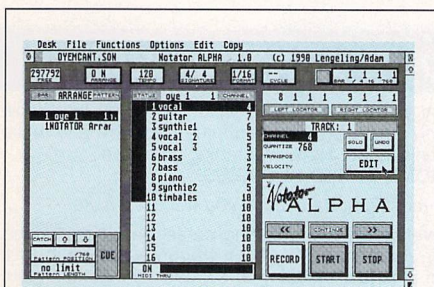 Desk File Functions Options Edit Copy
OYEMCANT.SON Notator ALPHA 1.0 (c) 1990 Lengeling/Adam
297792 FREE
0 N ARRANGE
120 TEMPO
4/ 4 SIGNATURE
1/16 FORMAT
-- CYCLE
1 1 1 1
BAR / 4 16 768
BAR ARRANGE PATTERN
1 oye 1 1
1NOTATOR Arrar
STATUS oye 1 CHANNEL
1 vocal 4
2 guitar 7
3 synthie1 6
4 vocal 2 5
5 vocal 3 5
6 brass 3
7 bass 2
8 piano 4
9 synthie2 5
10 timbales 10
11 10
12 10
13 10
14 10
15 10
16 10
ON
MIDI THRU
8 1 1 1 9 1 1 1
LEFT LOCATOR RIGHT LOCATOR
TRACK: 1
CHANNEL 4
QUANTIZE 768
TRANSPOS
VELOCITY
SOLO UNDO
EDIT
Notator
ALPHA
<< CONTINUE >>
RECORD START STOP
CATCH
/768
Pattern POSITION
CUE
no limit
Pattern LENGTH